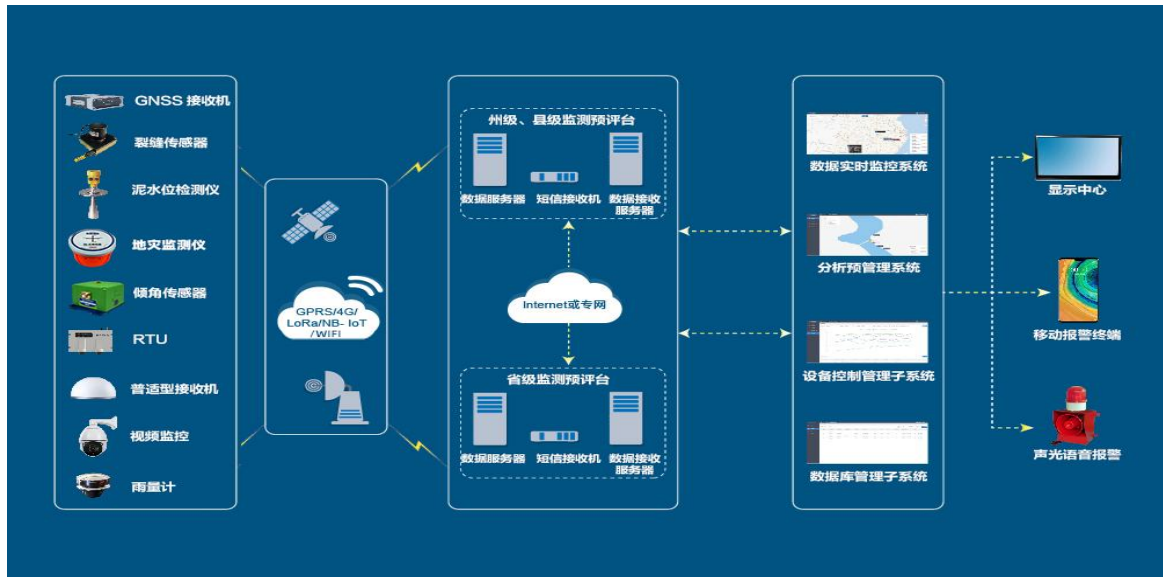 GNSS 接收机
裂缝传感器
泥水位检测仪
地灾监测仪
倾角传感器
RTU
普适型接收机
视频监控
雨量计
GPRS/4G/
LoRa/NB- IoT
/WIFI
州级、县级监测预评台
数据服务器
短信接收机
数据接收
服务器
Internet或专网
省级监测预评台
数据服务器
短信接收机
数据接收
服务器
数据实时监控系统
分析预管理系统
设备控制管理子系统
数据库管理子系统
显示中心
移动报警终端
声光语音报警